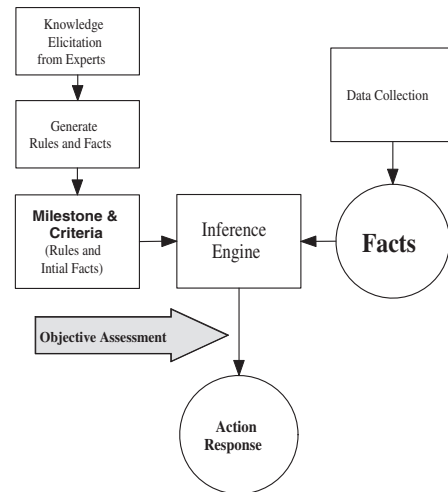 Knowledge
Elicitation
from Experts
Data Collection
Generate
Rules and Facts
Milestone &
Criteria
(Rules and
Intial Facts)
Inference
Engine
Facts
Objective Assessment
Action
Response